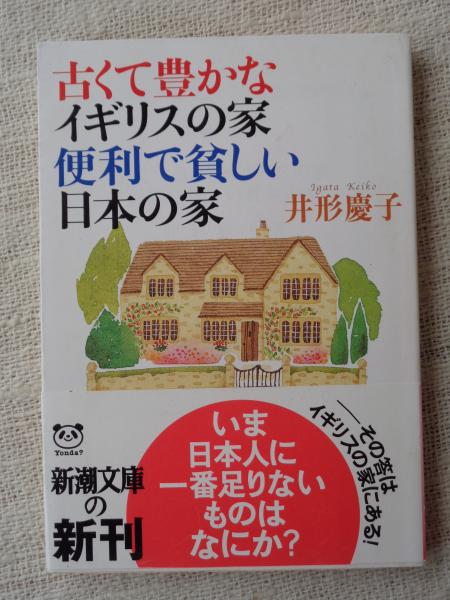 古くて豊かな
イギリスの家
便利で貧しい
日本の家
Igata Keiko
井形慶子
いま
日本人に
一番足りない
ものは
なにか?
――その答は
イギリスの家にある!
Yonda?
新潮文庫
の
新刊